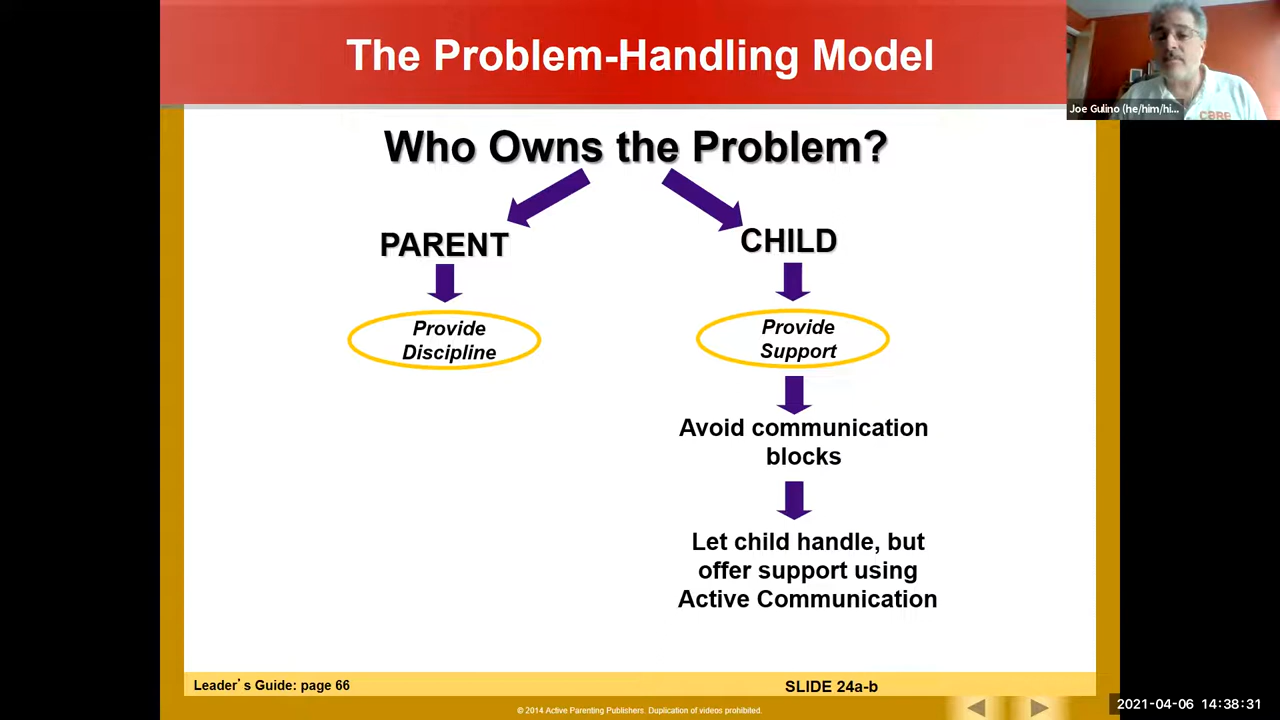 The Problem-Handling Model
Joe Gulino (he/him/hi...
care
Who Owns the Problem?
PARENT
CHILD
Provide
Discipline
Provide
Support
Avoid communication
blocks
Let child handle, but
offer support using
Active Communication
Leader's Guide: page 66
SLIDE 24a-b
© 2014 Active Parenting Publishers. Duplication of videos prohibited.
2021-04-06 14:38:31